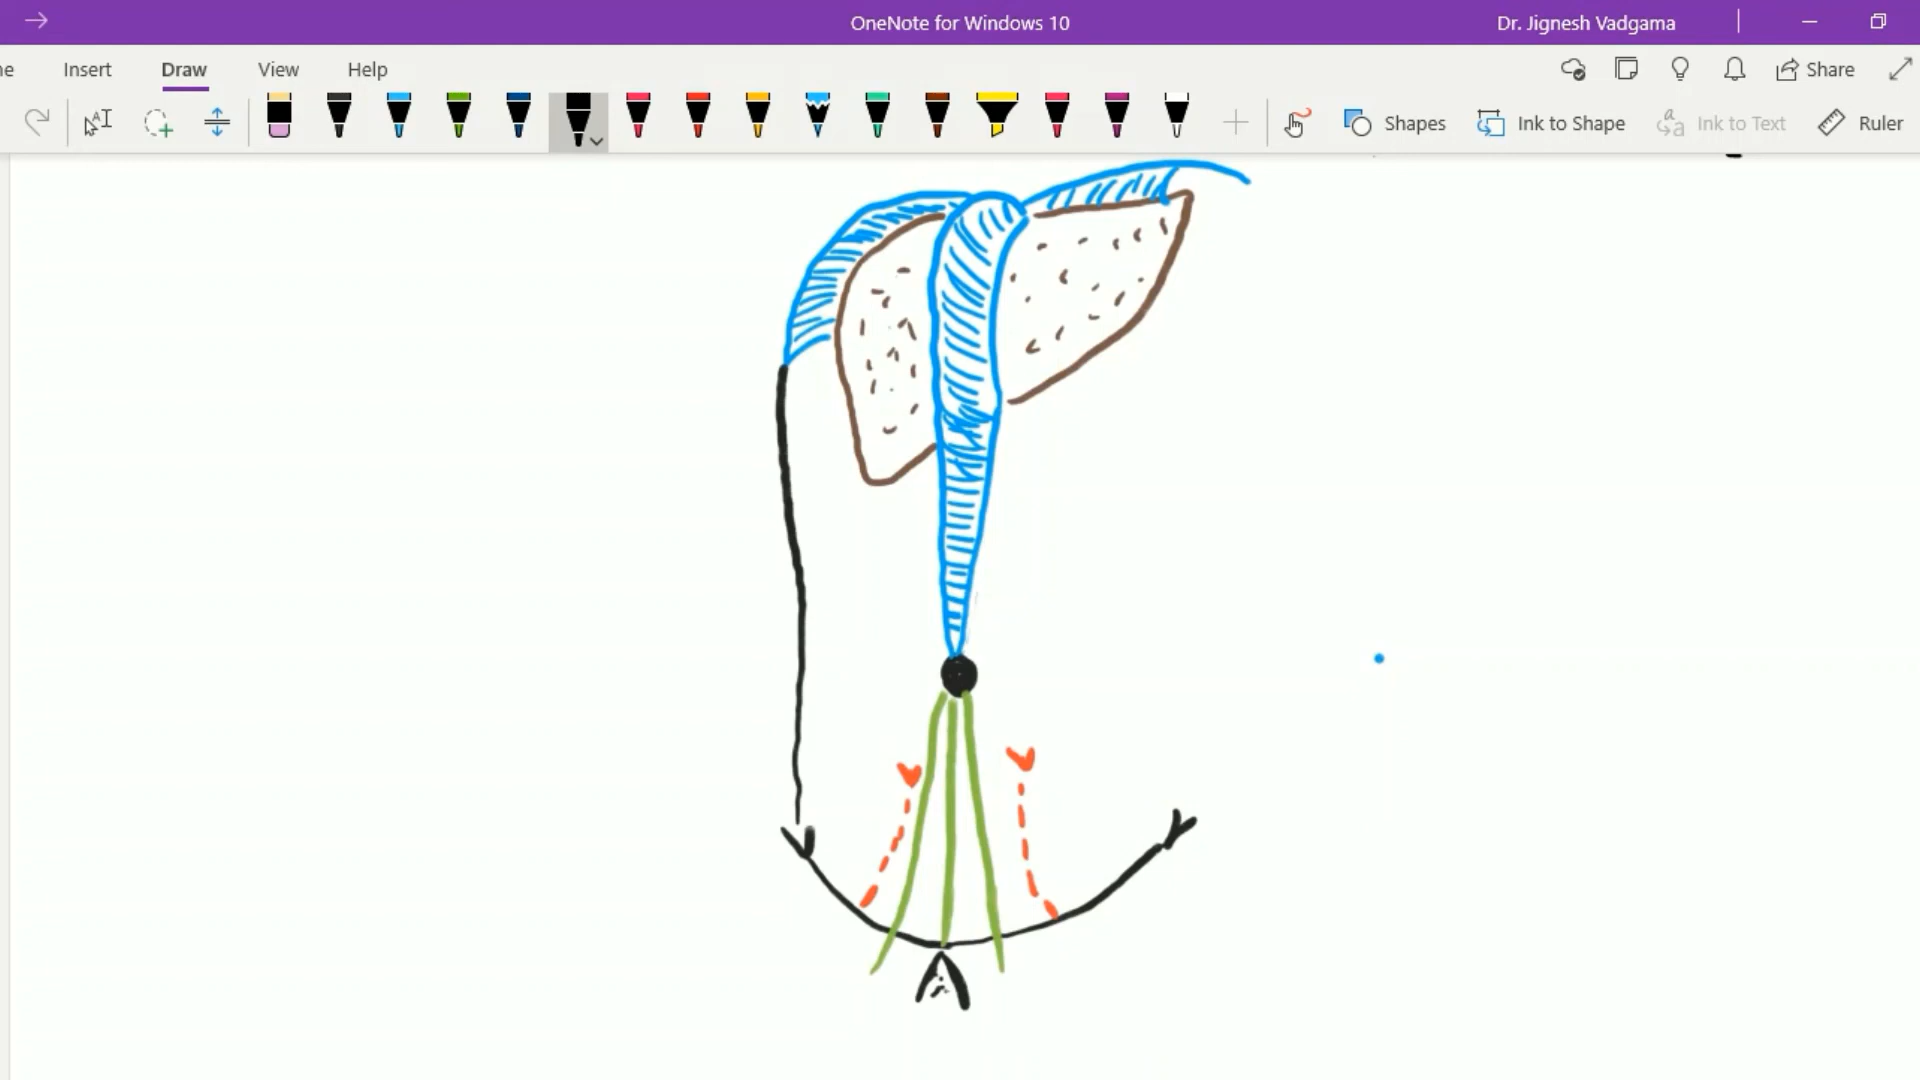 OneNote for Windows 10
Dr. Jignesh Vadgama
Insert Draw View Help
Share
Shapes Ink to Shape Ink to Text Ruler